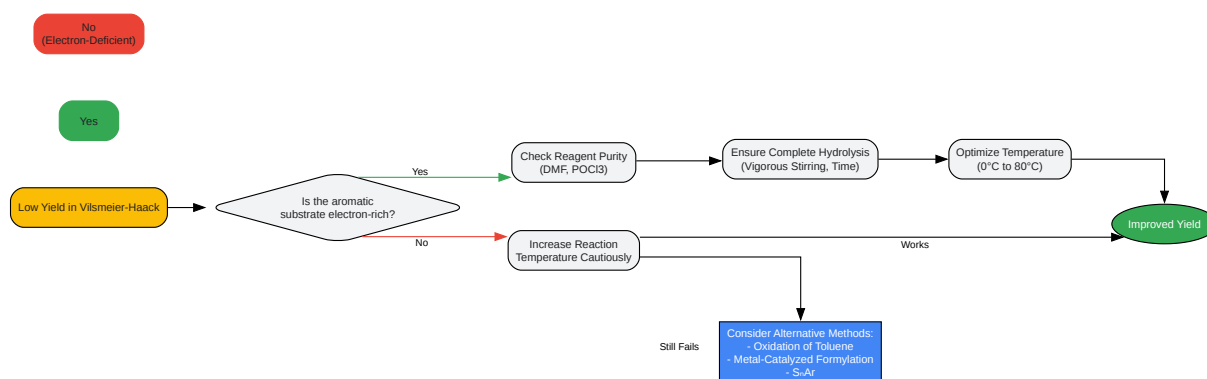 No
(Electron-Deficient)
Yes
Low Yield in Vilsmeier-Haack
Is the aromatic
substrate electron-rich?
Yes
No
Check Reagent Purity
(DMF, POCl3)
Ensure Complete Hydrolysis
(Vigorous Stirring, Time)
Optimize Temperature
(0°C to 80°C)
Improved Yield
Increase Reaction
Temperature Cautiously
Works
Still Fails
Consider Alternative Methods:
- Oxidation of Toluene
- Metal-Catalyzed Formylation
- SₙAr